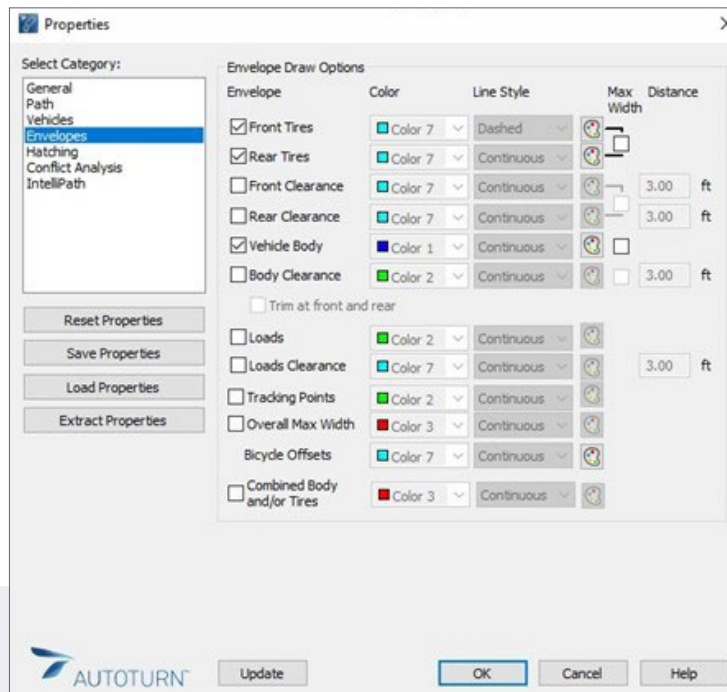 Properties
Select Category:
General
Path
Vehicles
Envelopes
Hatching
Conflict Analysis
IntelliPath
Reset Properties
Save Properties
Load Properties
Extract Properties
Envelope Draw Options
Envelope Color Line Style Max Width Distance
Front Tires Color 7 Dashed
Rear Tires Color 7 Continuous
Front Clearance Color 7 Continuous 3.00 ft
Rear Clearance Color 7 Continuous 3.00 ft
Vehicle Body Color 1 Continuous
Body Clearance Color 2 Continuous 3.00 ft
Trim at front and rear
Loads Color 2 Continuous
Loads Clearance Color 7 Continuous 3.00 ft
Tracking Points Color 2 Continuous
Overall Max Width Color 3 Continuous
Bicycle Offsets Color 7 Continuous
Combined Body
and/or Tires Color 3 Continuous
AUTOTURN
Update OK Cancel Help